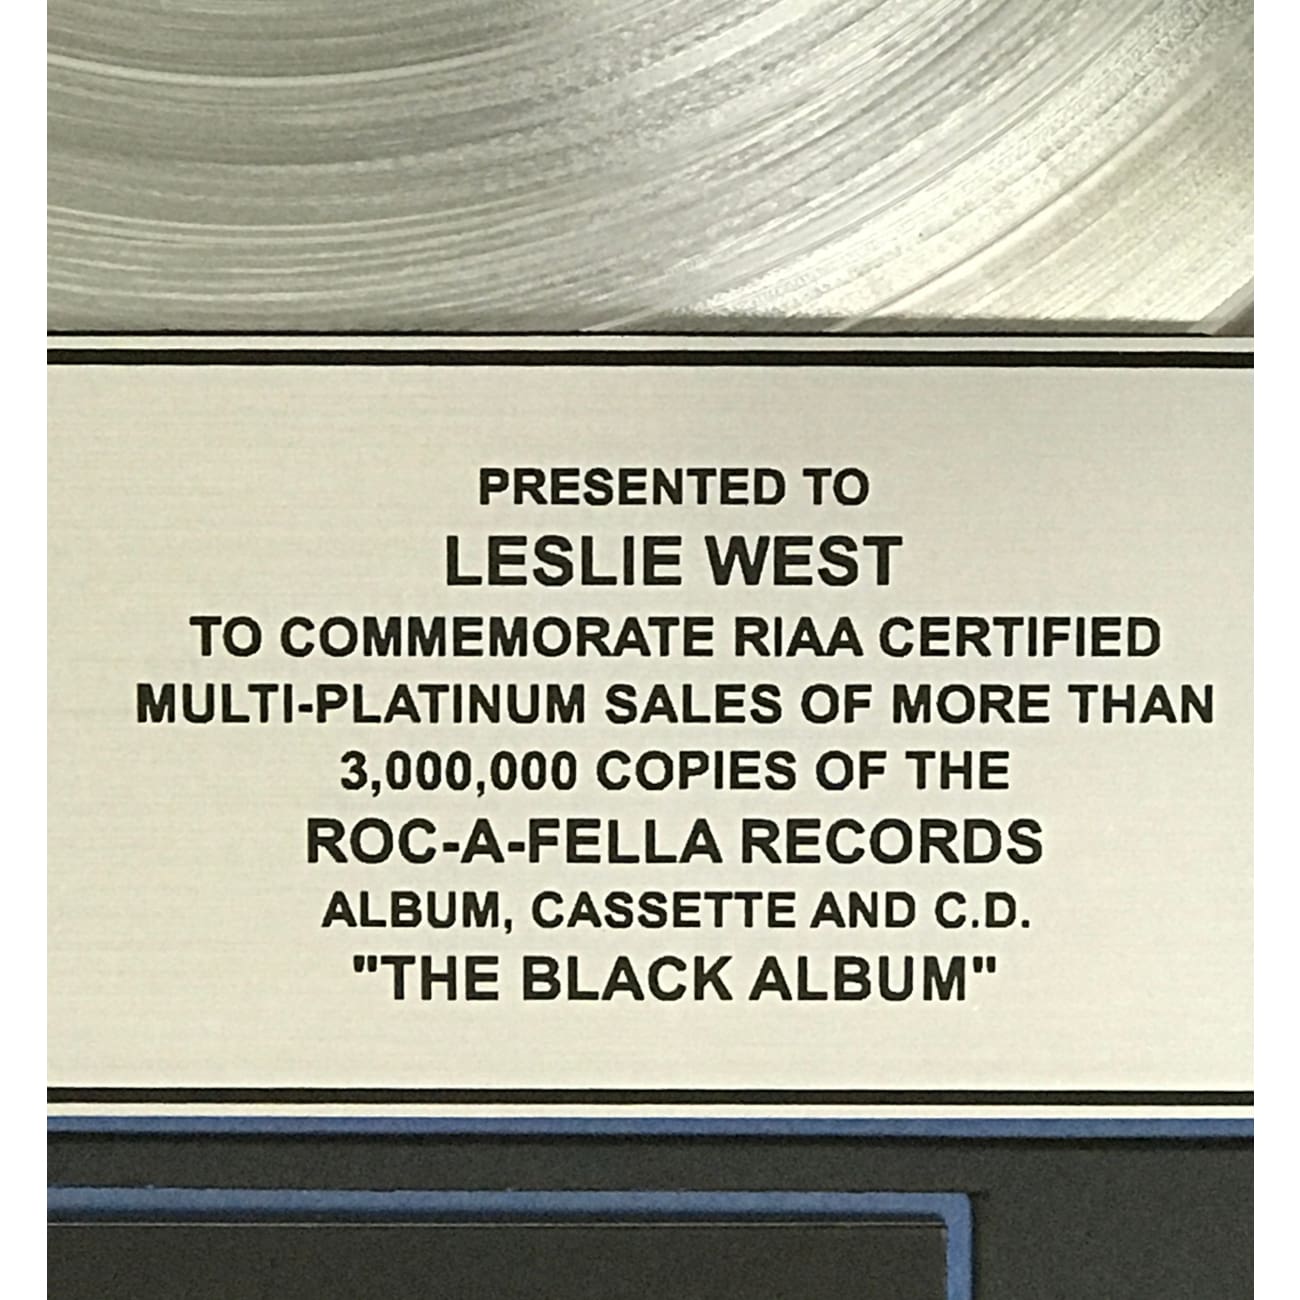 PRESENTED TO
LESLIE WEST
TO COMMEMORATE RIAA CERTIFIED
MULTI-PLATINUM SALES OF MORE THAN
3,000,000 COPIES OF THE
ROC-A-FELLA RECORDS
ALBUM, CASSETTE AND C.D.
"THE BLACK ALBUM"